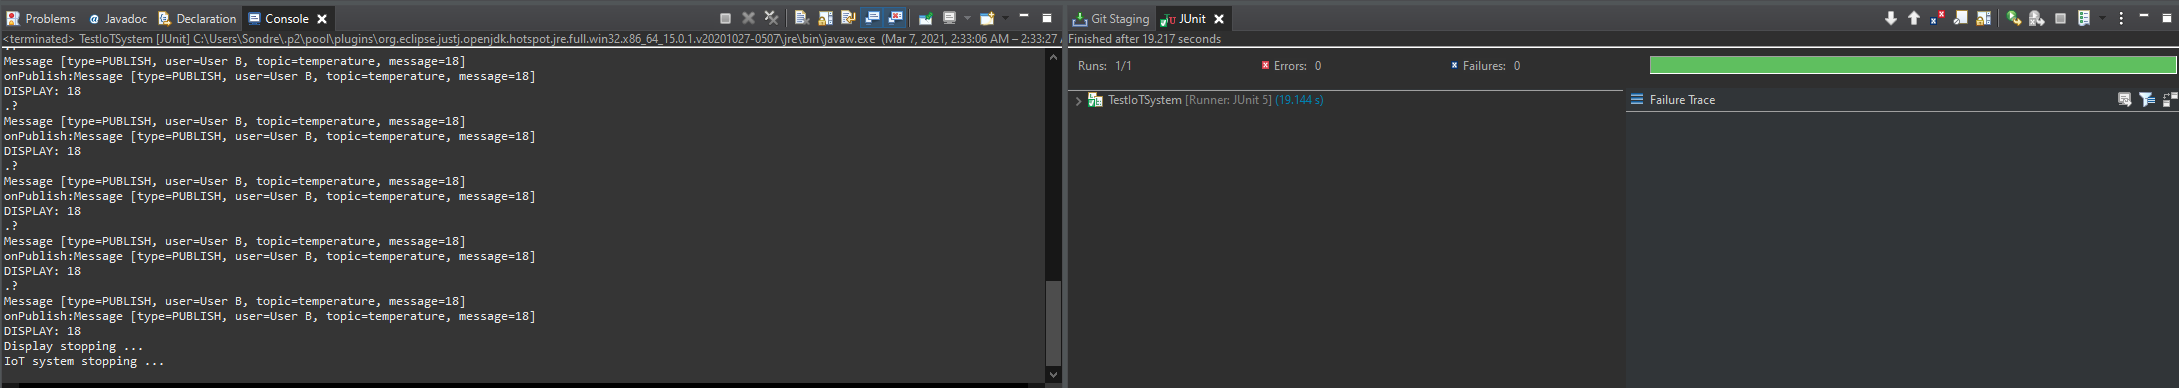 Problems Javadoc Declaration Console
<terminated> TestIoTSystem [JUnit] C:\Users\Sondre\.p2\pool\plugins\org.eclipse.justj.openjdk.hotspot.jre.full.win32.x86_64_15.0.1.v20201027-0507\jre\bin\javaw.exe (Mar 7, 2021, 2:33:06 AM – 2:33:27
Message [type=PUBLISH, user=User B, topic=temperature, message=18]
onPublish:Message [type=PUBLISH, user=User B, topic=temperature, message=18]
DISPLAY: 18
.?
Message [type=PUBLISH, user=User B, topic=temperature, message=18]
onPublish:Message [type=PUBLISH, user=User B, topic=temperature, message=18]
DISPLAY: 18
.?
Message [type=PUBLISH, user=User B, topic=temperature, message=18]
onPublish:Message [type=PUBLISH, user=User B, topic=temperature, message=18]
DISPLAY: 18
.?
Message [type=PUBLISH, user=User B, topic=temperature, message=18]
onPublish:Message [type=PUBLISH, user=User B, topic=temperature, message=18]
DISPLAY: 18
.?
Message [type=PUBLISH, user=User B, topic=temperature, message=18]
onPublish:Message [type=PUBLISH, user=User B, topic=temperature, message=18]
DISPLAY: 18
Display stopping ...
IoT system stopping ...
Git Staging JUnit
Finished after 19.217 seconds
Runs: 1/1 Errors: 0 Failures: 0
TestIoTSystem [Runner: JUnit 5] (19.144 s)
Failure Trace